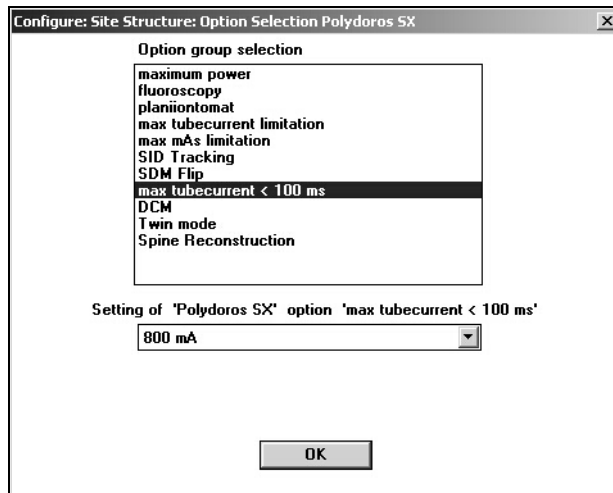 Configure: Site Structure: Option Selection Polydoros SX
Option group selection
maximum power
fluoroscopy
planiiontomat
max tubecurrent limitation
max mAs limitation
SID Tracking
SDM Flip
max tubecurrent < 100 ms
DCM
Twin mode
Spine Reconstruction
Setting of 'Polydoros SX' option 'max tubecurrent < 100 ms'
800 mA
OK